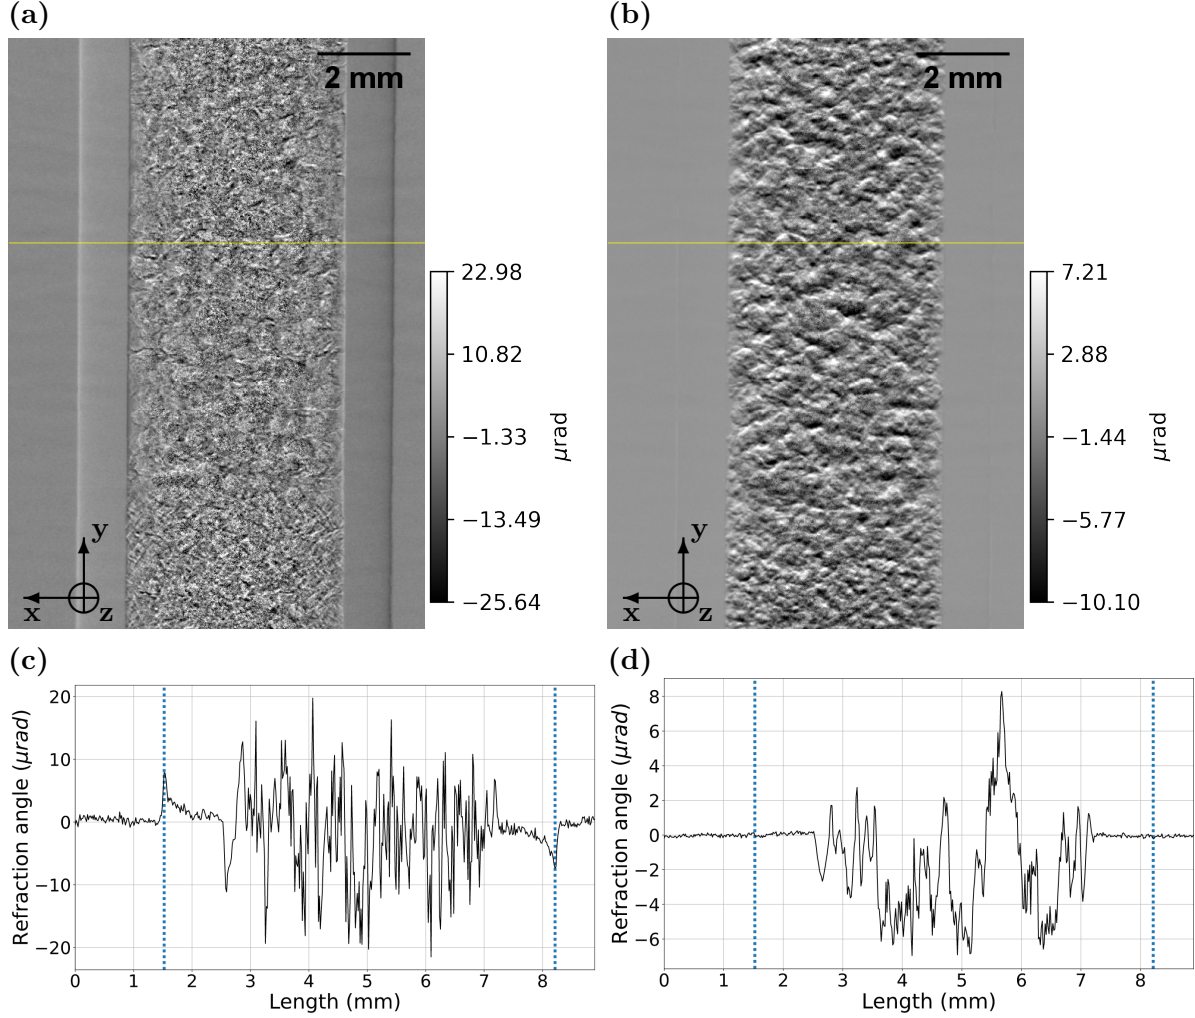 (a)
(b)
2 mm
2 mm
22.98
10.82
−1.33
−13.49
−25.64
μrad
7.21
2.88
−1.44
−5.77
−10.10
μrad
y
x
z
y
x
z
(c)
(d)
20
10
0
−10
−20
Refraction angle (μrad)
0 1 2 3 4 5 6 7 8
Length (mm)
8
6
4
2
0
−2
−4
−6
Refraction angle (μrad)
0 1 2 3 4 5 6 7 8
Length (mm)